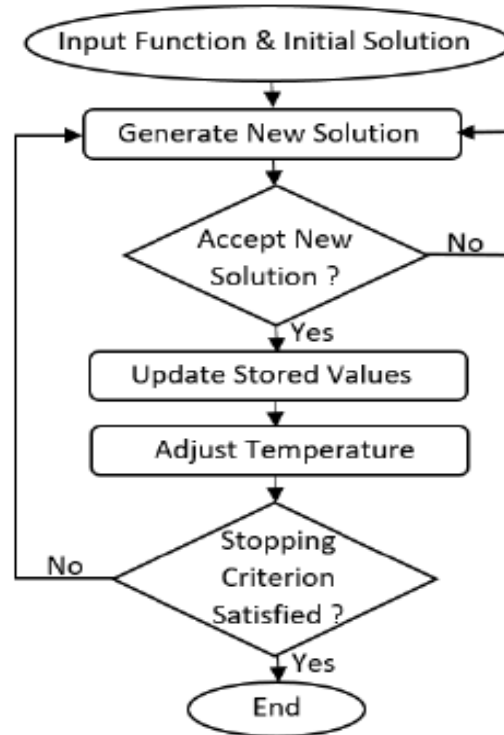 Input Function & Initial Solution
Generate New Solution
Accept New
Solution ?
No
Yes
Update Stored Values
Adjust Temperature
Stopping
Criterion
Satisfied ?
No
Yes
End